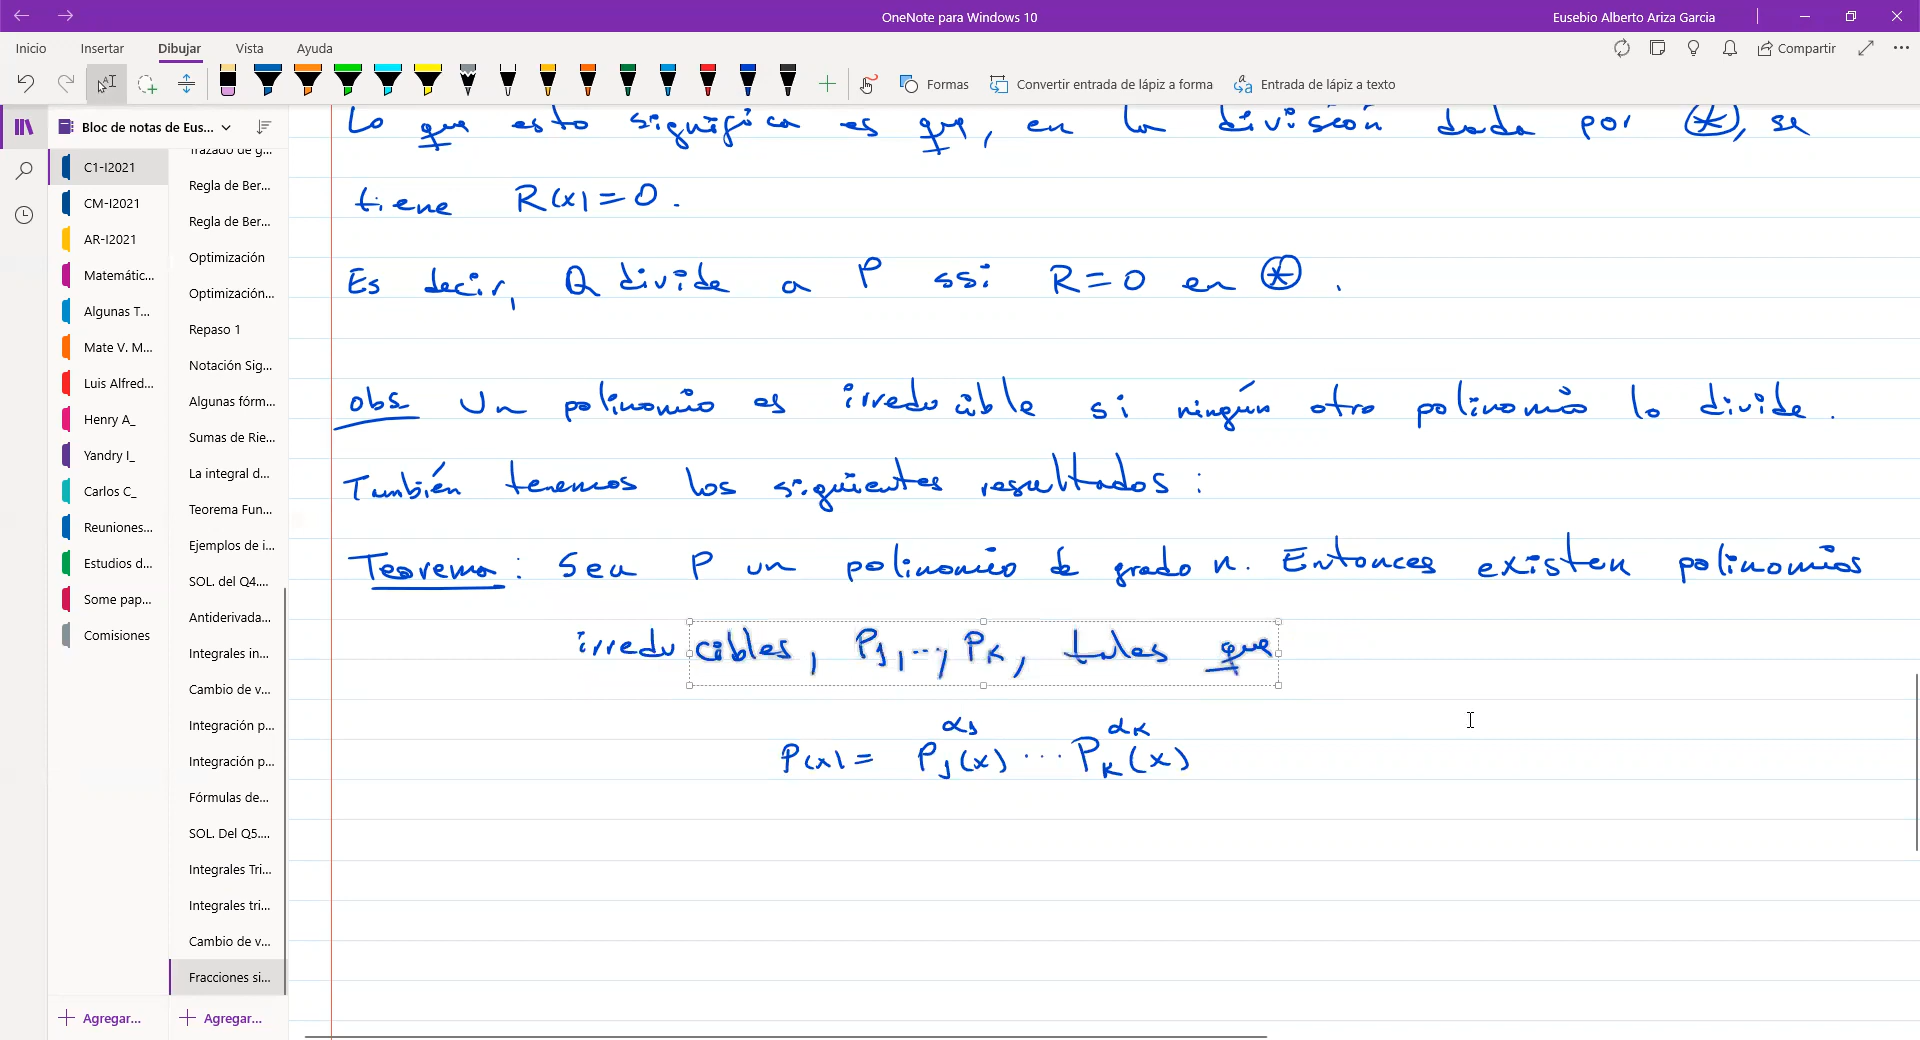 OneNote para Windows 10
Eusebio Alberto Ariza Garcia
Inicio Insertar Dibujar Vista Ayuda
Compartir
Formas
Convertir entrada de lápiz a forma
Entrada de lápiz a texto
Bloc de notas de Eus...
C1-I2021
CM-I2021
AR-I2021
Matemátic...
Algunas T...
Mate V. M...
Luis Alfred...
Henry A_
Yandry I_
Carlos C_
Reuniones...
Estudios d...
Some pap...
Comisiones
Agregar...
Trazado de g...
Regla de Ber...
Regla de Ber...
Optimización
Optimización...
Repaso 1
Notación Sig...
Algunas fórm...
Sumas de Rie...
La integral d...
Teorema Fun...
Ejemplos de i...
SOL. del Q4....
Antiderivada...
Integrales in...
Cambio de v...
Integración p...
Integración p...
Fórmulas de...
SOL. Del Q5....
Integrales Tri...
Integrales tri...
Cambio de v...
Fracciones si...
Agregar...
Lo que esto significa es que, en la división dada por ⊛, se
tiene R(x)=0.
Es decir, Q divide a P ssi R=0 en ⊛.
obs Un polinomio es irreducible si ningún otro polinomio lo divide.
También tenemos los siguientes resultados:
Teorema: Sea P un polinomio de grado n. Entonces existen polinomios
irreducibles, P₁,..., Pₖ, tales que
P(x)= P₁^α₁(x) ... Pₖ^αₖ(x)